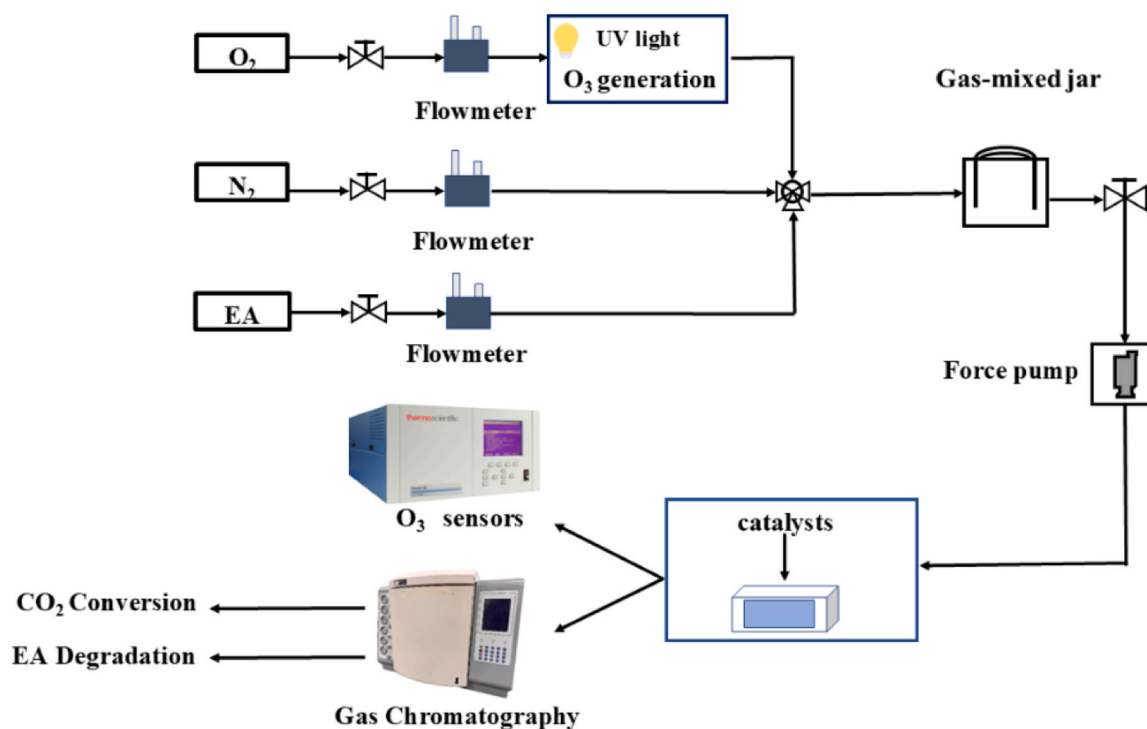 O₂
Flowmeter
UV light
O₃ generation
Gas-mixed jar
N₂
Flowmeter
EA
Flowmeter
Force pump
thermoscientific
O₃ sensors
catalysts
CO₂ Conversion
EA Degradation
Gas Chromatography